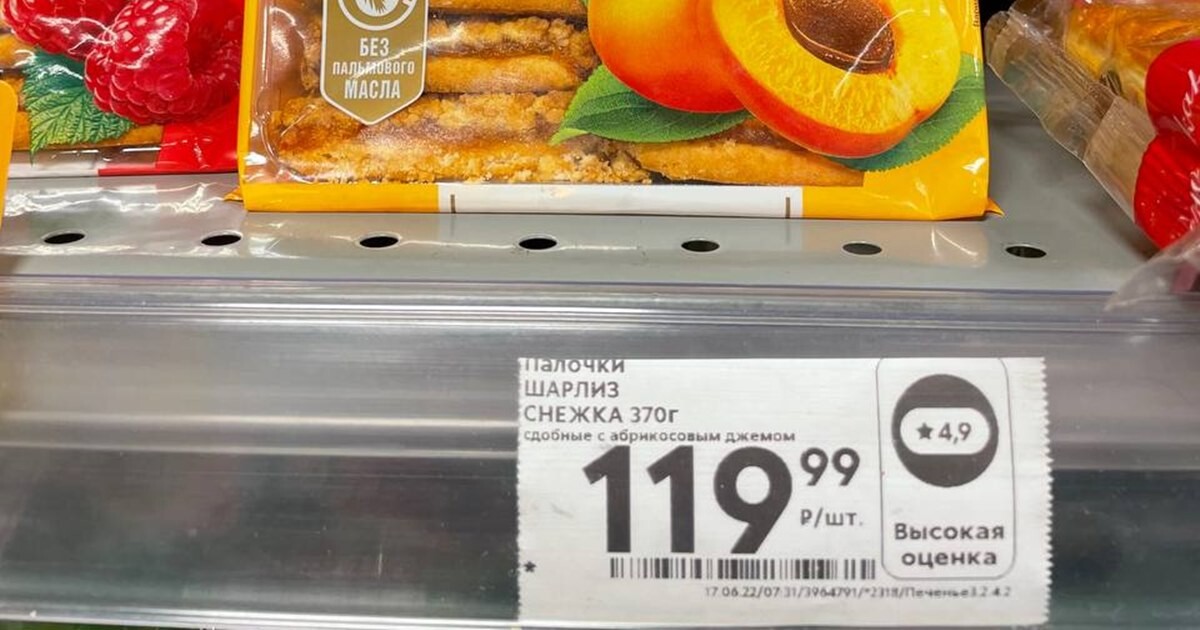 БЕЗ
ПАЛЬМОВОГО
МАСЛА
Палочки
ШАРЛИЗ
СНЕЖКА 370г
сдобные с абрикосовым джемом
119 99
₽/шт.
★ 4,9
Высокая
оценка
*
17.06.22/07:31/3964791/*2318/Печенье3.2.4.2